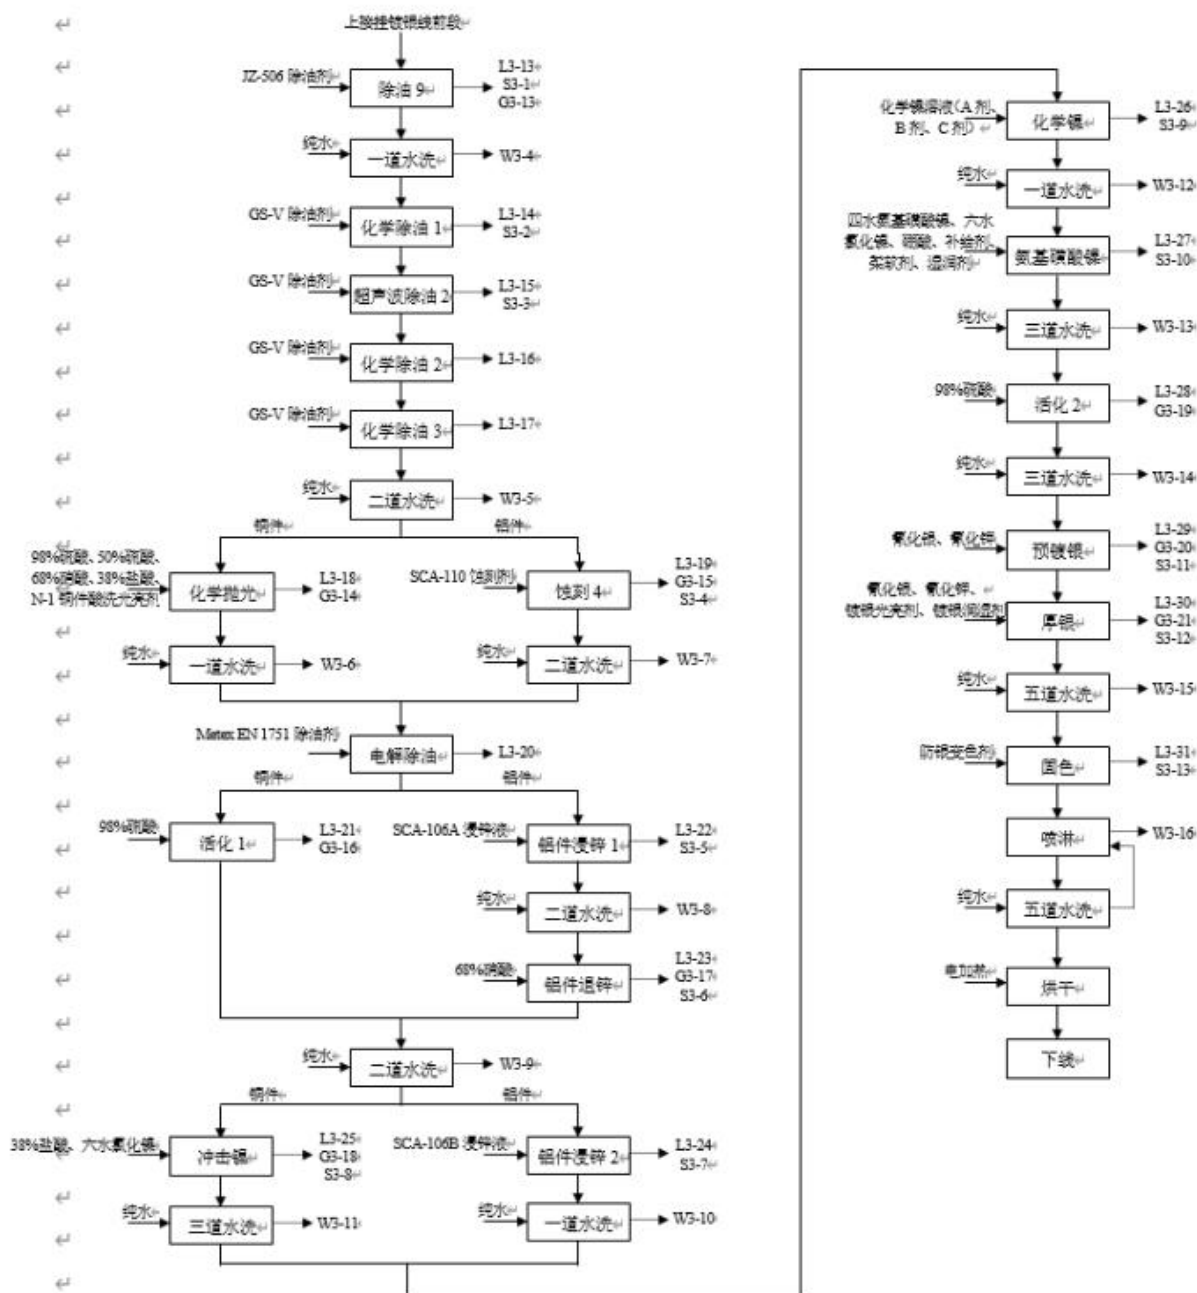 上接挂镀银线前段
JZ-506 除油剂
除油 9
L3-13
S3-1
G3-13
纯水
一道水洗
W3-4
GS-V 除油剂
化学除油 1
L3-14
S3-2
GS-V 除油剂
超声波除油 2
L3-15
S3-3
GS-V 除油剂
化学除油 2
L3-16
GS-V 除油剂
化学除油 3
L3-17
纯水
二道水洗
W3-5
铜件
铝件
98%硫酸、50%硫酸、
68%硝酸、38%盐酸、
N-1 铜件酸洗光亮剂
化学抛光
L3-18
G3-14
SCA-110 蚀刻剂
蚀刻 4
L3-19
G3-15
S3-4
纯水
一道水洗
W3-6
纯水
二道水洗
W3-7
Metex EN 1751 除油剂
电解除油
L3-20
铜件
铝件
98%硫酸
活化 1
L3-21
G3-16
SCA-106A 浸锌液
铝件浸锌 1
L3-22
S3-5
纯水
二道水洗
W3-8
68%硝酸
铝件退锌
L3-23
G3-17
S3-6
纯水
二道水洗
W3-9
铜件
铝件
38%盐酸、六水氯化镍
冲击镍
L3-25
G3-18
S3-8
SCA-106B 浸锌液
铝件浸锌 2
L3-24
S3-7
纯水
三道水洗
W3-11
纯水
一道水洗
W3-10
化学镍溶液（A 剂、
B 剂、C 剂）
化学镍
L3-26
S3-9
纯水
一道水洗
W3-12
四水氨基磺酸镍、六水
氯化镍、硼酸、补给剂、
柔软剂、湿润剂
氨基磺酸镍
L3-27
S3-10
纯水
三道水洗
W3-13
98%硫酸
活化 2
L3-28
G3-19
纯水
三道水洗
W3-14
氰化银、氰化钾
预镀银
L3-29
G3-20
S3-11
氰化银、氰化钾、
镀银光亮剂、镀银润湿剂
厚银
L3-30
G3-21
S3-12
纯水
五道水洗
W3-15
防银变色剂
固色
L3-31
S3-13
喷淋
W3-16
纯水
五道水洗
电加热
烘干
下线